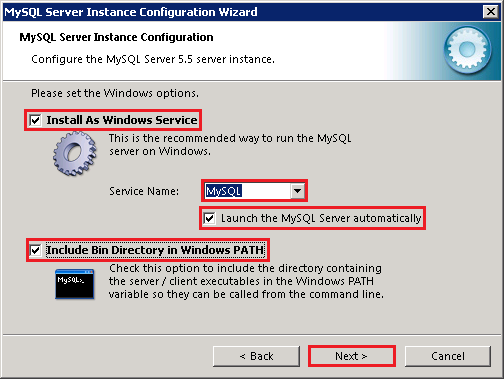 MySQL Server Instance Configuration Wizard
MySQL Server Instance Configuration
Configure the MySQL Server 5.5 server instance.
Please set the Windows options.
Install As Windows Service
This is the recommended way to run the MySQL
server on Windows.
Service Name: MySQL
Launch the MySQL Server automatically
Include Bin Directory in Windows PATH
Check this option to include the directory containing
the server / client executables in the Windows PATH
variable so they can be called from the command line.
MySQL>_
< Back Next > Cancel